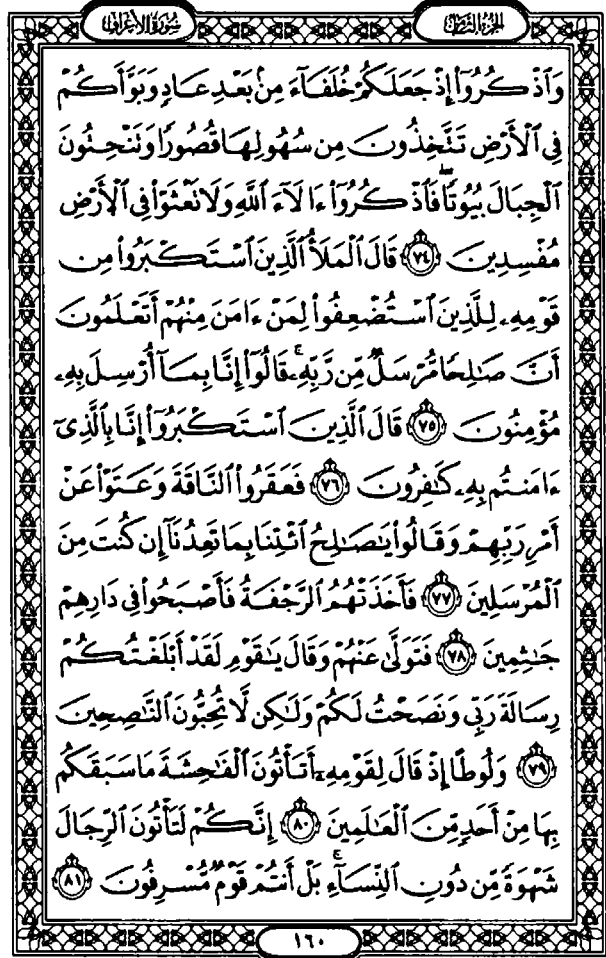 سُورَةُ الأَعْرَافِ
الجُزْءُ الثَّامِنُ
وَٱذْكُرُوٓا۟ إِذْ جَعَلَكُمْ خُلَفَآءَ مِنۢ بَعْدِ عَادٍ وَبَوَّأَكُمْ
فِى ٱلْأَرْضِ تَتَّخِذُونَ مِن سُهُولِهَا قُصُورًا وَتَنْحِتُونَ
ٱلْجِبَالَ بُيُوتًا ۖ فَٱذْكُرُوٓا۟ ءَالَآءَ ٱللَّهِ وَلَا تَعْثَوْا۟ فِى ٱلْأَرْضِ
مُفْسِدِينَ ٧٤ قَالَ ٱلْمَلَأُ ٱلَّذِينَ ٱسْتَكْبَرُوا۟ مِن
قَوْمِهِۦ لِلَّذِينَ ٱسْتُضْعِفُوا۟ لِمَنْ ءَامَنَ مِنْهُمْ أَتَعْلَمُونَ
أَنَّ صَٰلِحًا مُّرْسَلٌ مِّن رَّبِّهِۦ ۚ قَالُوٓا۟ إِنَّا بِمَآ أُرْسِلَ بِهِۦ
مُؤْمِنُونَ ٧٥ قَالَ ٱلَّذِينَ ٱسْتَكْبَرُوٓا۟ إِنَّا بِٱلَّذِىٓ
ءَامَنتُم بِهِۦ كَٰفِرُونَ ٧٦ فَعَقَرُوا۟ ٱلنَّاقَةَ وَعَتَوْا۟ عَنْ
أَمْرِ رَبِّهِمْ وَقَالُوا۟ يَٰصَٰلِحُ ٱئْتِنَا بِمَا تَعِدُنَآ إِن كُنتَ مِنَ
ٱلْمُرْسَلِينَ ٧٧ فَأَخَذَتْهُمُ ٱلرَّجْفَةُ فَأَصْبَحُوا۟ فِى دَارِهِمْ
جَٰثِمِينَ ٧٨ فَتَوَلَّىٰ عَنْهُمْ وَقَالَ يَٰقَوْمِ لَقَدْ أَبْلَغْتُكُمْ
رِسَالَةَ رَبِّى وَنَصَحْتُ لَكُمْ وَلَٰكِن لَّا تُحِبُّونَ ٱلنَّٰصِحِينَ
٧٩ وَلُوطًا إِذْ قَالَ لِقَوْمِهِۦٓ أَتَأْتُونَ ٱلْفَٰحِشَةَ مَا سَبَقَكُم
بِهَا مِنْ أَحَدٍ مِّنَ ٱلْعَٰلَمِينَ ٨٠ إِنَّكُمْ لَتَأْتُونَ ٱلرِّجَالَ
شَهْوَةً مِّن دُونِ ٱلنِّسَآءِ ۚ بَلْ أَنتُمْ قَوْمٌ مُّسْرِفُونَ ٨١
١٦٠